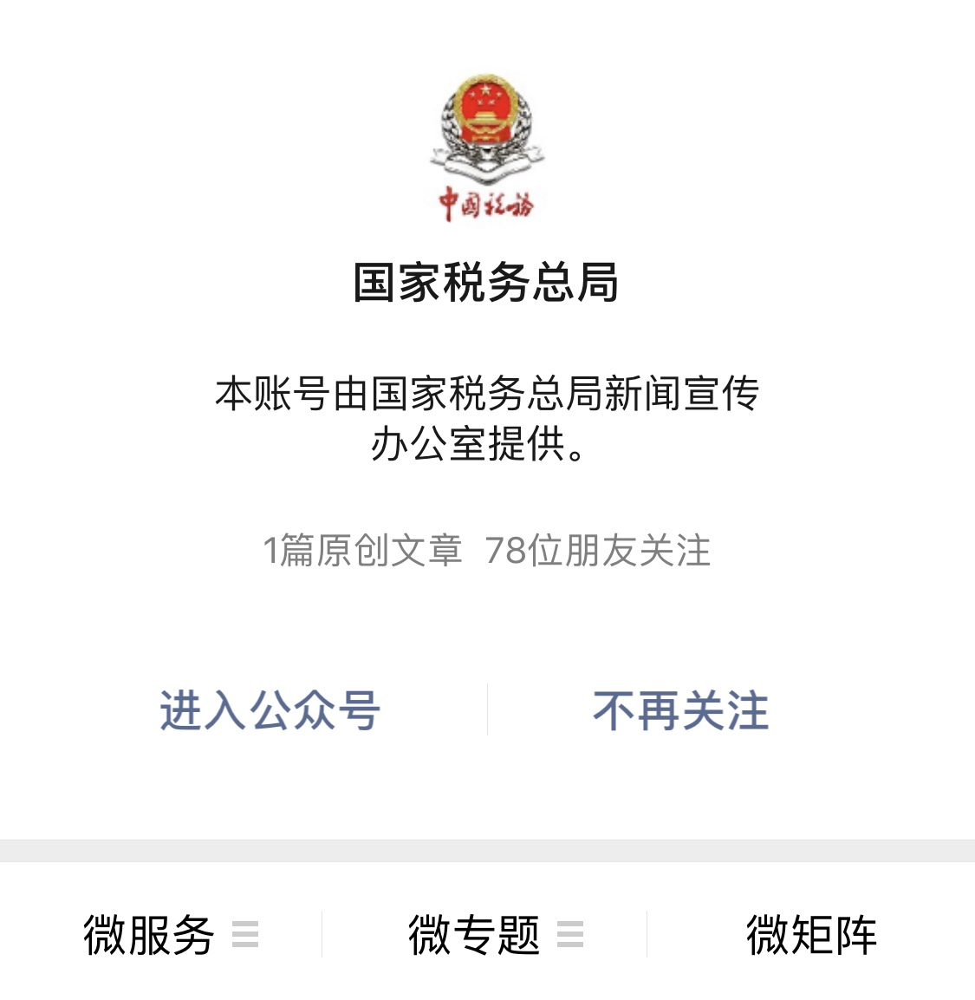 中国税务
国家税务总局
本账号由国家税务总局新闻宣传
办公室提供。
1篇原创文章 78位朋友关注
进入公众号 不再关注
微服务 微专题 微矩阵